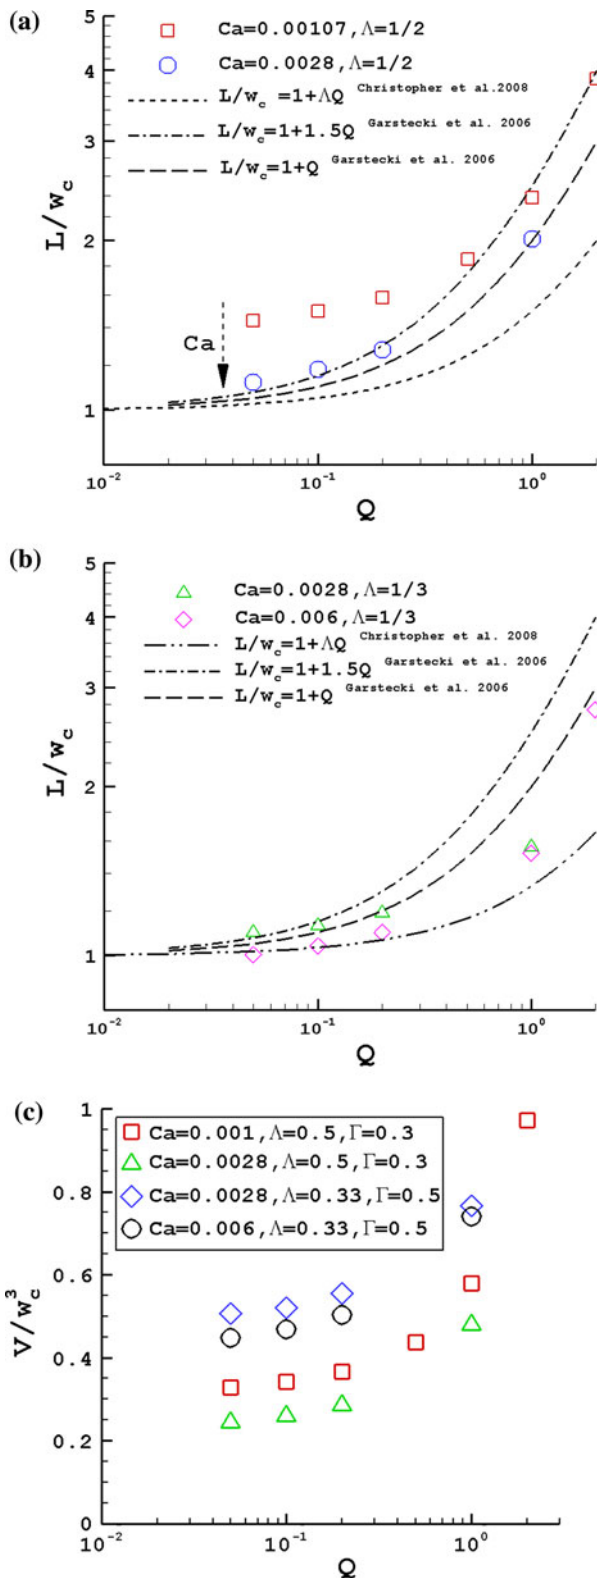 (a)
5
4
3
2
1
L/w_c
Ca=0.00107,Λ=1/2
Ca=0.0028,Λ=1/2
L/w_c =1+ΛQ Christopher et al.2008
L/w_c=1+1.5Q Garstecki et al. 2006
L/w_c=1+Q Garstecki et al. 2006
Ca
10^-2
10^-1
10^0
Q
(b)
5
4
3
2
1
L/w_c
Ca=0.0028,Λ=1/3
Ca=0.006,Λ=1/3
L/w_c=1+ΛQ Christopher et al. 2008
L/w_c=1+1.5Q Garstecki et al. 2006
L/w_c=1+Q Garstecki et al. 2006
10^-2
10^-1
10^0
Q
(c)
1
0.8
0.6
0.4
0.2
0
V/w_c^3
Ca=0.001,Λ=0.5,Γ=0.3
Ca=0.0028,Λ=0.5,Γ=0.3
Ca=0.0028,Λ=0.33,Γ=0.5
Ca=0.006,Λ=0.33,Γ=0.5
10^-2
10^-1
10^0
Q